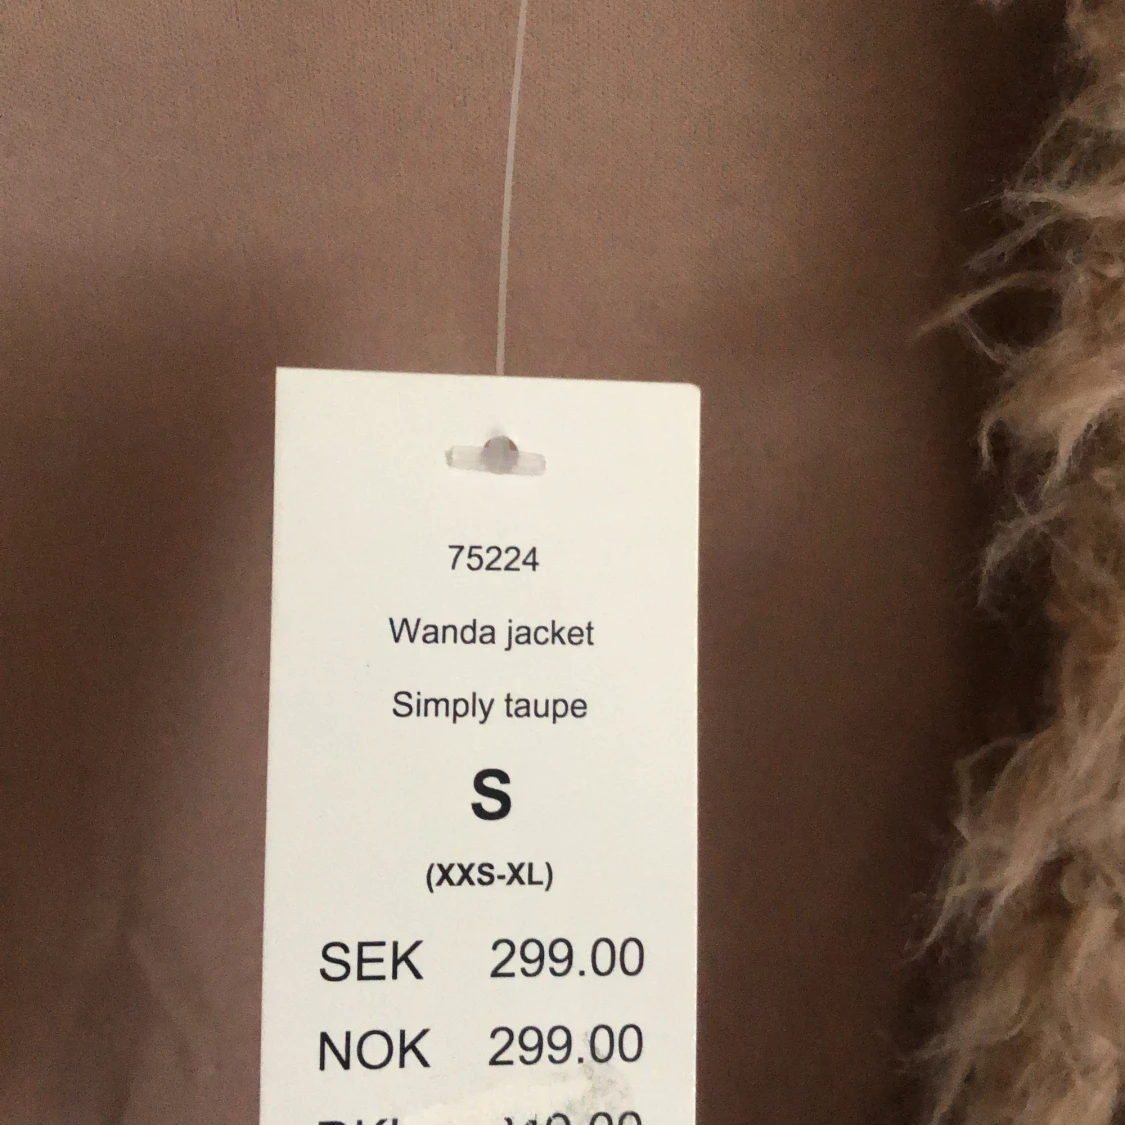 75224
Wanda jacket
Simply taupe
S
(XXS-XL)
SEK 299.00
NOK 299.00